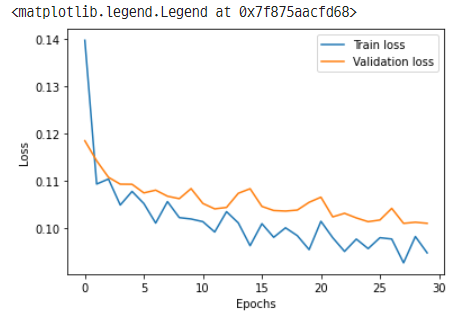 <matplotlib.legend.Legend at 0x7f875aacfd68>
Train loss
Validation loss
0.14
0.13
0.12
0.11
0.10
Loss
0 5 10 15 20 25 30
Epochs